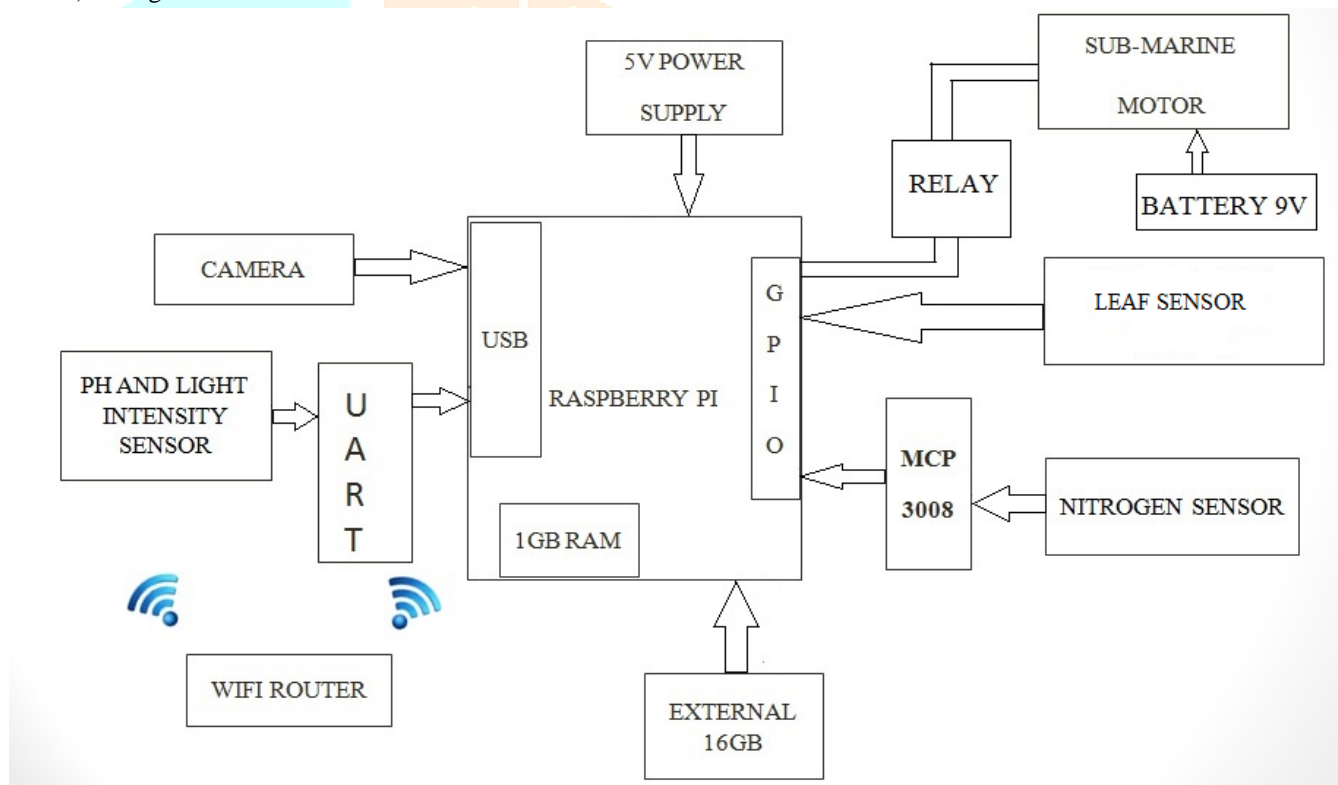 5V POWER
SUPPLY
SUB-MARINE
MOTOR
RELAY
BATTERY 9V
CAMERA
USB
G
P
I
O
LEAF SENSOR
PH AND LIGHT
INTENSITY
SENSOR
U
A
R
T
RASPBERRY PI
MCP
3008
NITROGEN SENSOR
1GB RAM
WIFI ROUTER
EXTERNAL
16GB